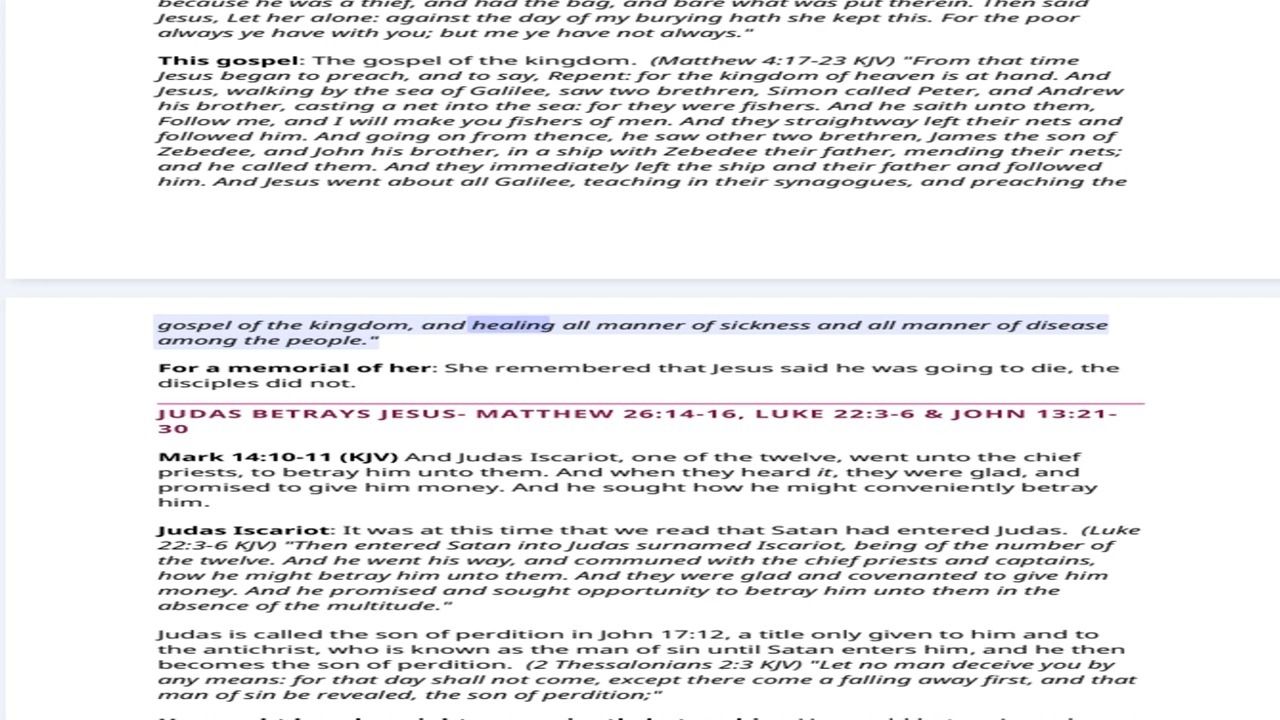 because he was a thief, and had the bag, and bare what was put therein. Then said
Jesus, Let her alone: against the day of my burying hath she kept this. For the poor
always ye have with you; but me ye have not always."
This gospel: The gospel of the kingdom. (Matthew 4:17-23 KJV) "From that time
Jesus began to preach, and to say, Repent: for the kingdom of heaven is at hand. And
Jesus, walking by the sea of Galilee, saw two brethren, Simon called Peter, and Andrew
his brother, casting a net into the sea: for they were fishers. And he saith unto them,
Follow me, and I will make you fishers of men. And they straightway left their nets and
followed him. And going on from thence, he saw other two brethren, James the son of
Zebedee, and John his brother, in a ship with Zebedee their father, mending their nets;
and he called them. And they immediately left the ship and their father and followed
him. And Jesus went about all Galilee, teaching in their synagogues, and preaching the
gospel of the kingdom, and healing all manner of sickness and all manner of disease
among the people."
For a memorial of her: She remembered that Jesus said he was going to die, the
disciples did not.
JUDAS BETRAYS JESUS- MATTHEW 26:14-16, LUKE 22:3-6 & JOHN 13:21-
30
Mark 14:10-11 (KJV) And Judas Iscariot, one of the twelve, went unto the chief
priests, to betray him unto them. And when they heard it, they were glad, and
promised to give him money. And he sought how he might conveniently betray
him.
Judas Iscariot: It was at this time that we read that Satan had entered Judas. (Luke
22:3-6 KJV) "Then entered Satan into Judas surnamed Iscariot, being of the number of
the twelve. And he went his way, and communed with the chief priests and captains,
how he might betray him unto them. And they were glad and covenanted to give him
money. And he promised and sought opportunity to betray him unto them in the
absence of the multitude."
Judas is called the son of perdition in John 17:12, a title only given to him and to
the antichrist, who is known as the man of sin until Satan enters him, and he then
becomes the son of perdition. (2 Thessalonians 2:3 KJV) "Let no man deceive you by
any means: for that day shall not come, except there come a falling away first, and that
man of sin be revealed, the son of perdition;"